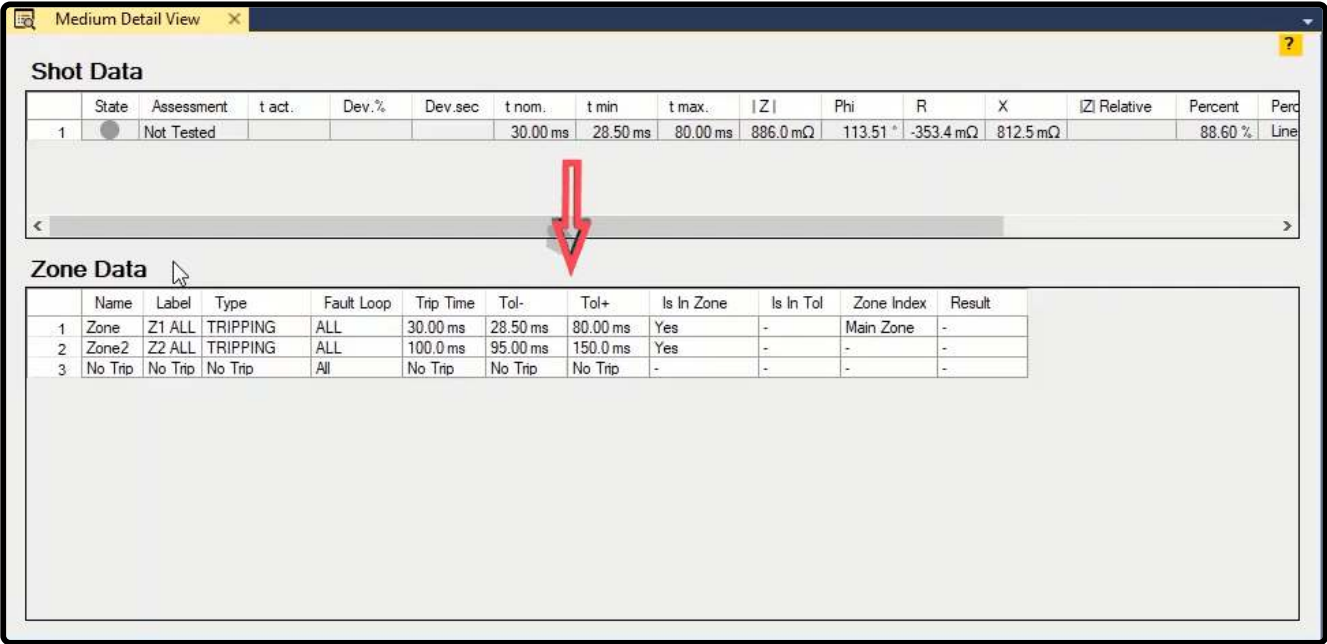 Medium Detail View
?
Shot Data
State Assessment t act. Dev.% Dev.sec t nom. t min t max. |Z| Phi R X |Z| Relative Percent Perc
1 Not Tested 30.00 ms 28.50 ms 80.00 ms 886.0 mΩ 113.51 ° -353.4 mΩ 812.5 mΩ 88.60 % Line
Zone Data
Name Label Type Fault Loop Trip Time Tol- Tol+ Is In Zone Is In Tol Zone Index Result
1 Zone Z1 ALL TRIPPING ALL 30.00 ms 28.50 ms 80.00 ms Yes - Main Zone -
2 Zone2 Z2 ALL TRIPPING ALL 100.0 ms 95.00 ms 150.0 ms Yes - - -
3 No Trip No Trip No Trip All No Trip No Trip No Trip - - - -